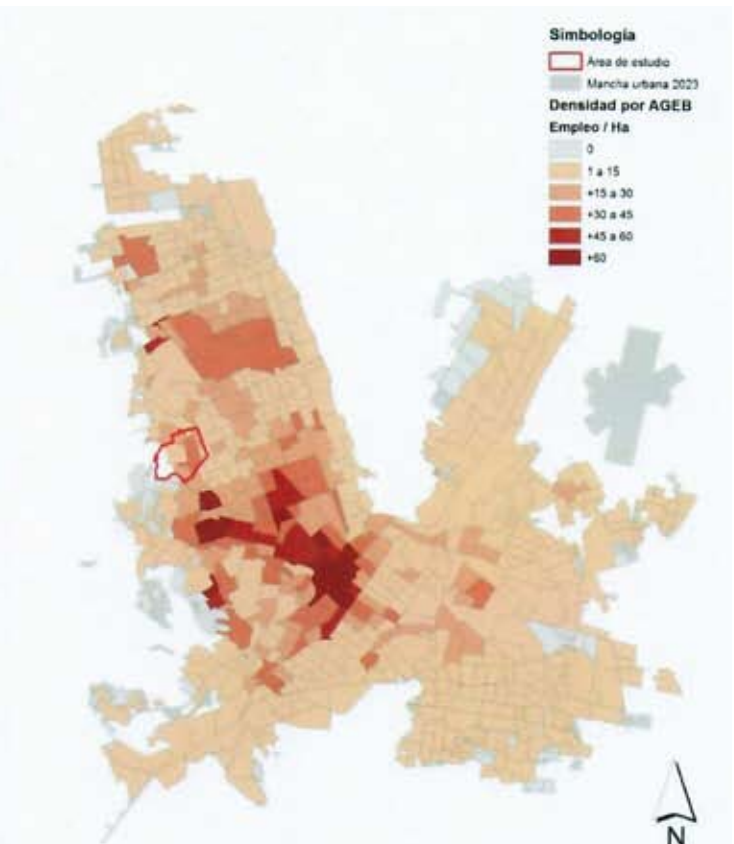 Simbología
Área de estudio
Mancha urbana 2023
Densidad por AGEB
Empleo / Ha
0
1 a 15
+15 a 30
+30 a 45
+45 a 60
+60
N